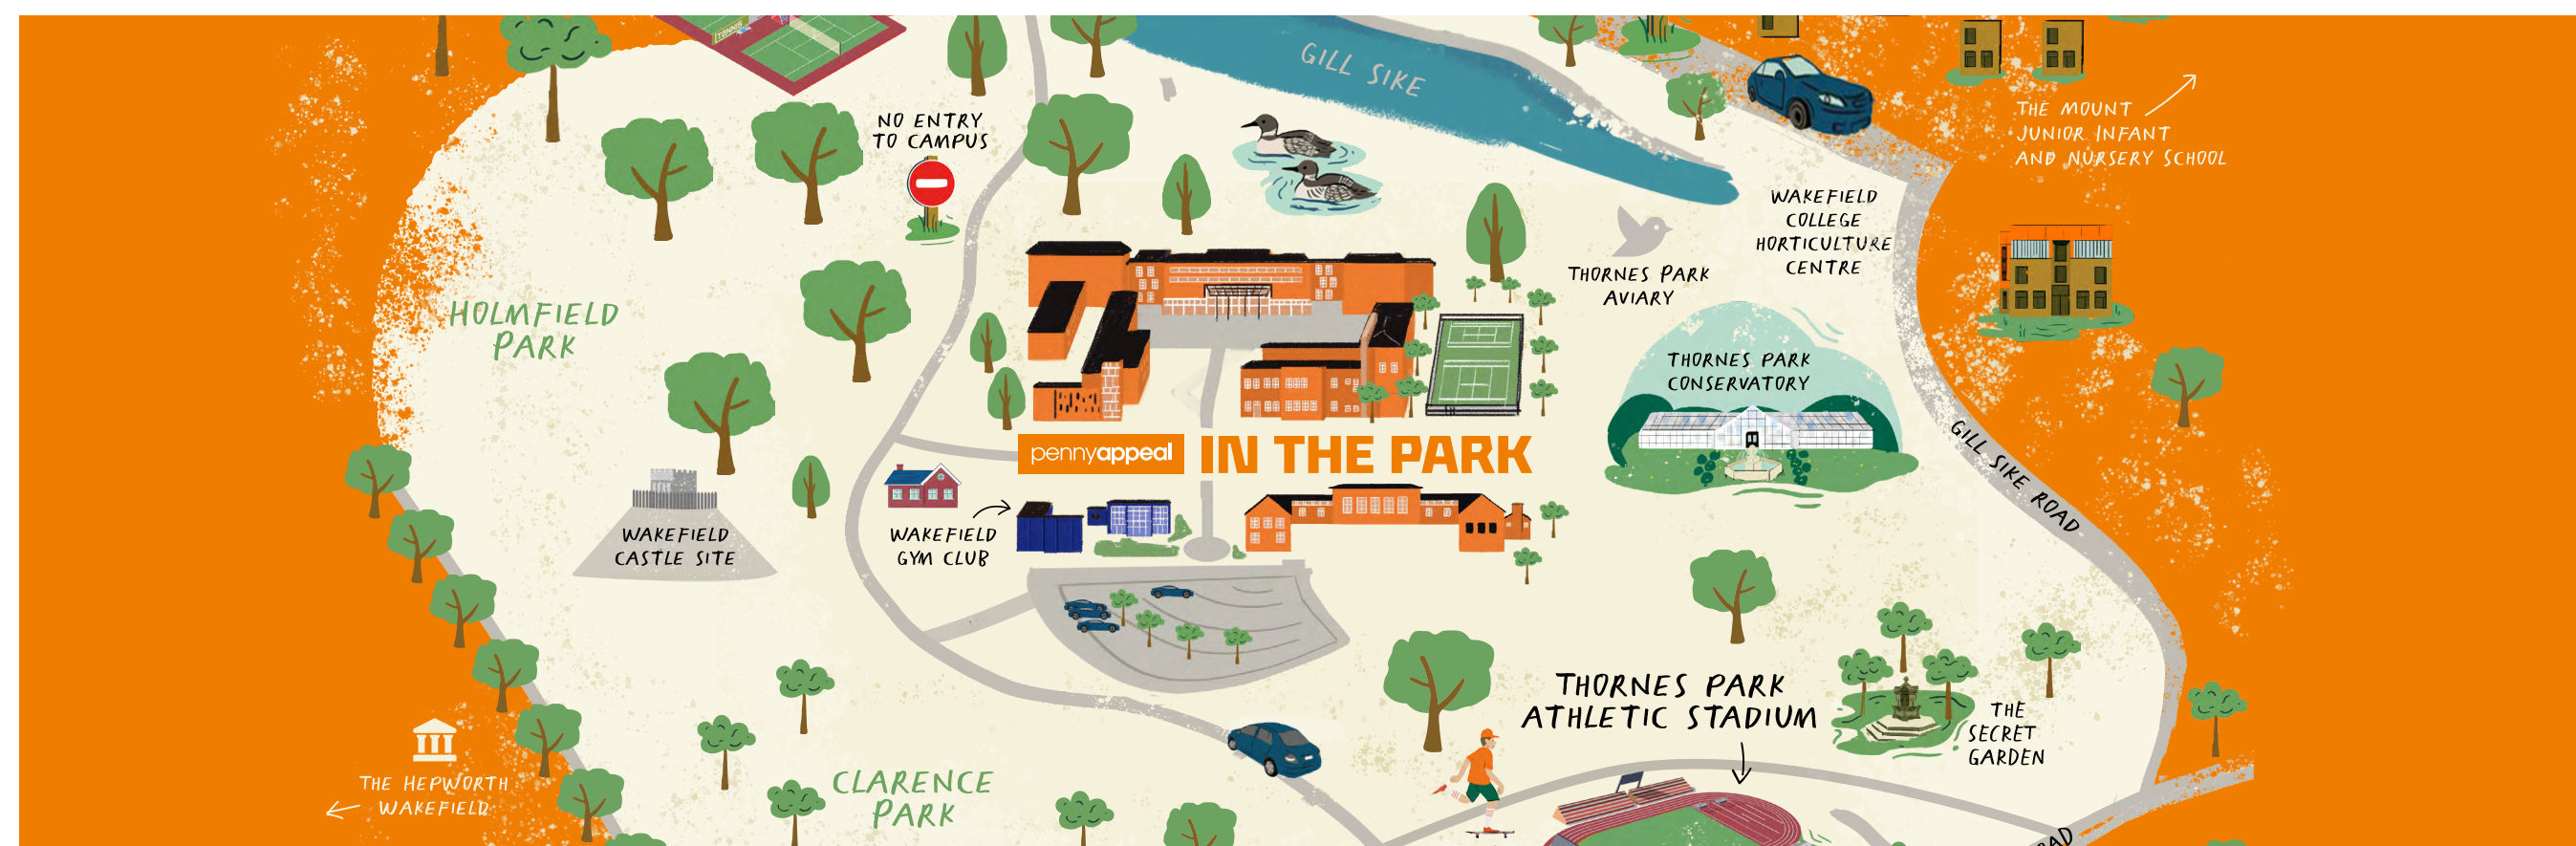 TENNIS
GILL SIKE
NO ENTRY
TO CAMPUS
THE MOUNT
JUNIOR INFANT
AND NURSERY SCHOOL
WAKEFIELD
COLLEGE
HORTICULTURE
CENTRE
THORNES PARK
AVIARY
HOLMFIELD
PARK
THORNES PARK
CONSERVATORY
GILL SIKE ROAD
pennyappeal IN THE PARK
WAKEFIELD
CASTLE SITE
WAKEFIELD
GYM CLUB
THORNES PARK
ATHLETIC STADIUM
THE
SECRET
GARDEN
THE HEPWORTH
WAKEFIELD
CLARENCE
PARK